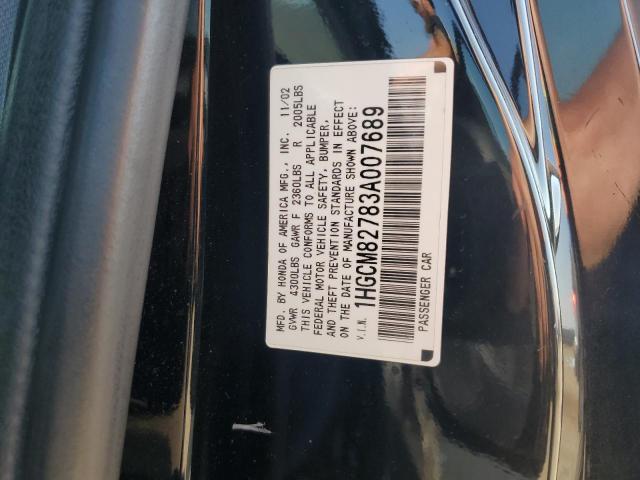 MFD. BY HONDA OF AMERICA MFG., INC. 11/02
GVWR 4300LBS GAWR F 2360LBS R 2005LBS
THIS VEHICLE CONFORMS TO ALL APPLICABLE
FEDERAL MOTOR VEHICLE SAFETY, BUMPER,
AND THEFT PREVENTION STANDARDS IN EFFECT
ON THE DATE OF MANUFACTURE SHOWN ABOVE:
V.I.N. 1HGCM82783A007689
PASSENGER CAR